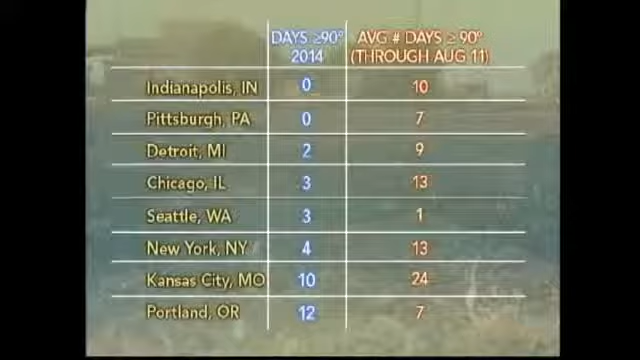 DAYS ≥90° AVG # DAYS ≥ 90°
2014 (THROUGH AUG 11)
Indianapolis, IN 0 10
Pittsburgh, PA 0 7
Detroit, MI 2 9
Chicago, IL 3 13
Seattle, WA 3 1
New York, NY 4 13
Kansas City, MO 10 24
Portland, OR 12 7